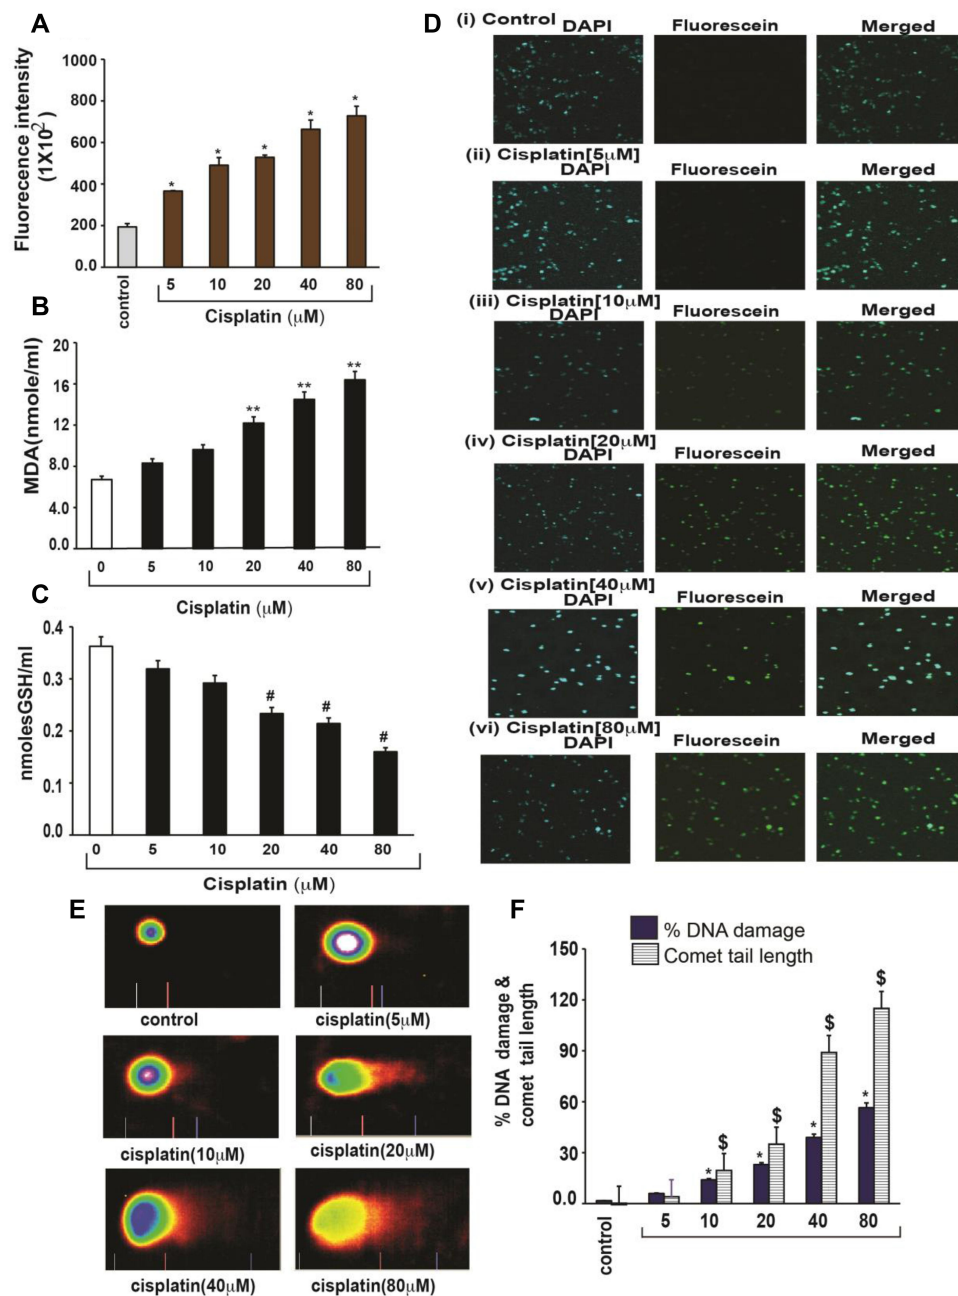 A
Fluorecence intensity
(1X10²)
1000
800
600
400
200
0.0
* * * * *
control
5 10 20 40 80
Cisplatin (μM)
B
MDA(nmole/ml)
20
16
12
8.0
4.0
0.0
** ** **
0 5 10 20 40 80
Cisplatin (μM)
C
nmolesGSH/ml
0.4
0.3
0.2
0.1
0.0
# # #
0 5 10 20 40 80
Cisplatin (μM)
D
(i) Control
DAPI Fluorescein Merged
(ii) Cisplatin[5μM]
DAPI Fluorescein Merged
(iii) Cisplatin[10μM]
DAPI Fluorescein Merged
(iv) Cisplatin[20μM]
DAPI Fluorescein Merged
(v) Cisplatin[40μM]
DAPI Fluorescein Merged
(vi) Cisplatin[80μM]
DAPI Fluorescein Merged
E
control
cisplatin(5μM)
cisplatin(10μM)
cisplatin(20μM)
cisplatin(40μM)
cisplatin(80μM)
F
% DNA damage
Comet tail length
% DNA damage &
comet tail length
150
90
60
30
0.0
* $ * $ * $ * $
control
5 10 20 40 80